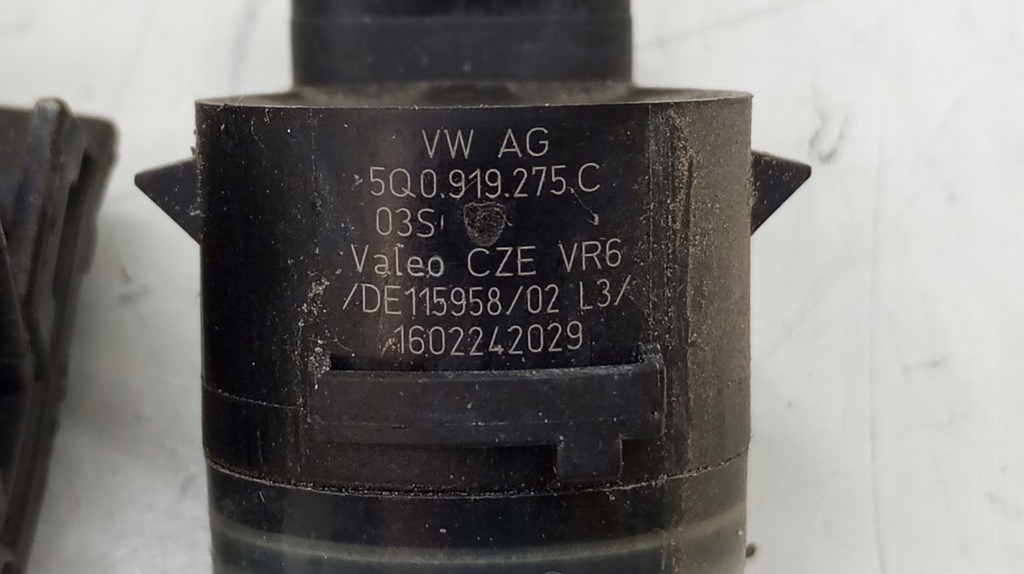 VW AG
5Q0.919.275.C
03S
Valeo CZE VR6
/DE115958/02 L3/
1602242029